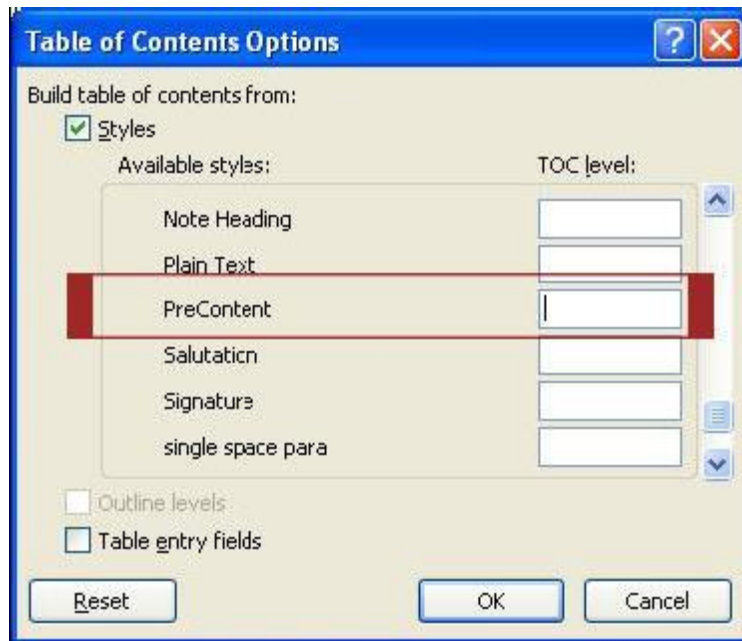 Table of Contents Options
Build table of contents from:
Styles
Available styles: TOC level:
Note Heading
Plain Text
PreContent
Salutation
Signature
single space para
Outline levels
Table entry fields
Reset OK Cancel